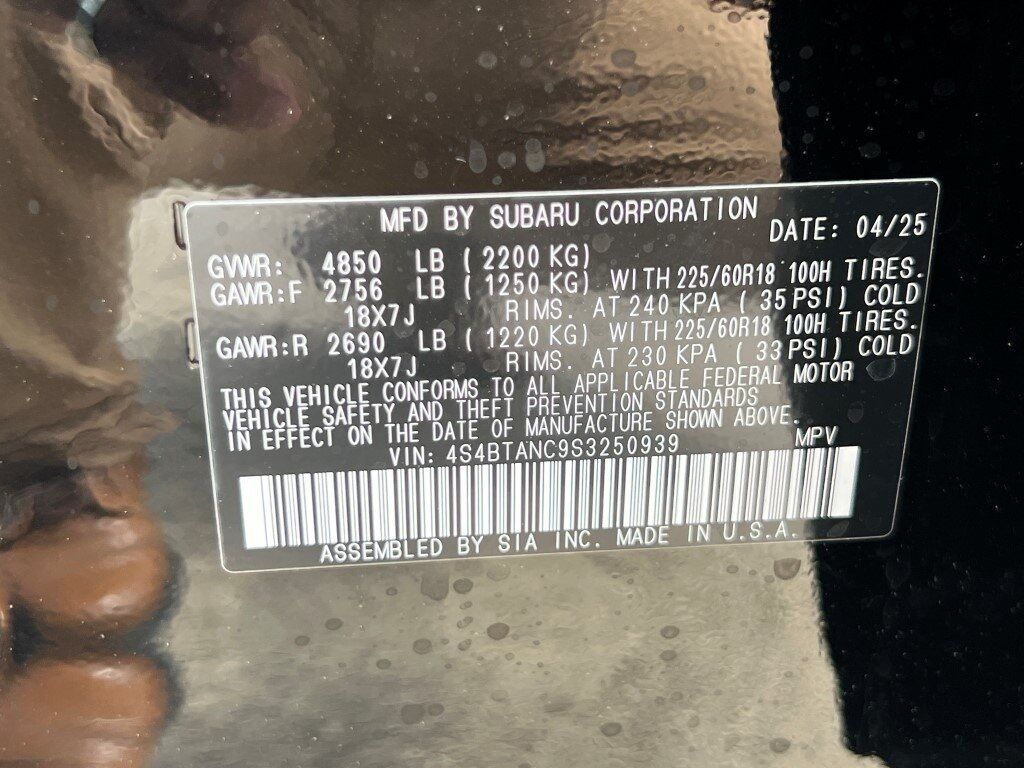 MFD BY SUBARU CORPORATION
DATE: 04/25
GVWR: 4850 LB ( 2200 KG)
GAWR:F 2756 LB ( 1250 KG) WITH 225/60R18 100H TIRES.
18X7J RIMS. AT 240 KPA ( 35 PSI) COLD
GAWR:R 2690 LB ( 1220 KG) WITH 225/60R18 100H TIRES.
18X7J RIMS. AT 230 KPA ( 33 PSI) COLD
THIS VEHICLE CONFORMS TO ALL APPLICABLE FEDERAL MOTOR
VEHICLE SAFETY AND THEFT PREVENTION STANDARDS
IN EFFECT ON THE DATE OF MANUFACTURE SHOWN ABOVE.
VIN: 4S4BTANC9S3250939 MPV
ASSEMBLED BY SIA INC. MADE IN U.S.A.